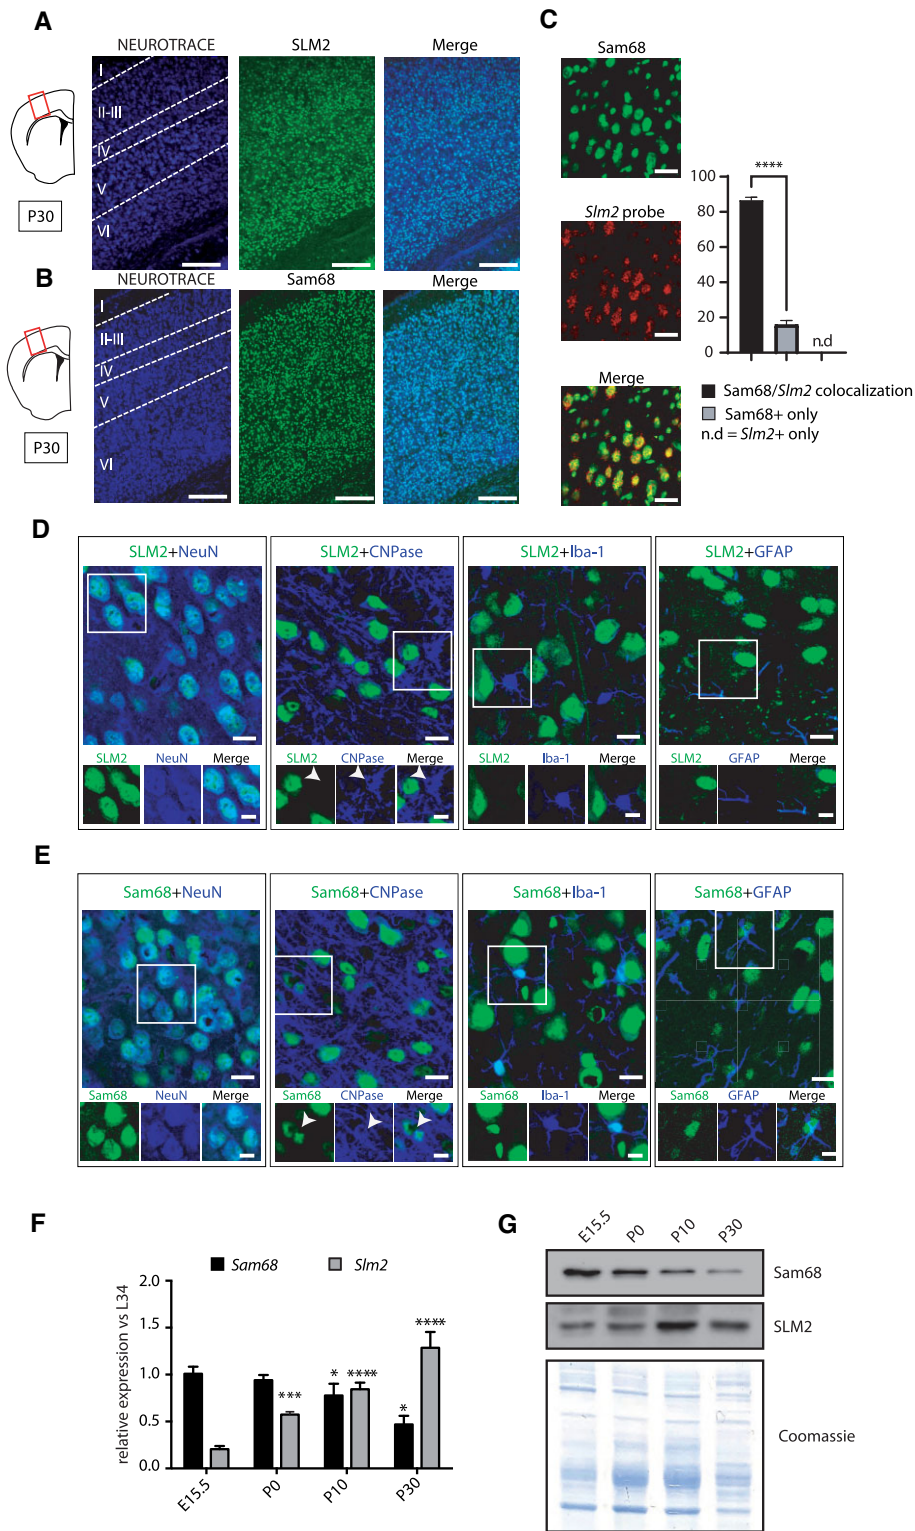 A
NEUROTRACE
SLM2
Merge
I
II-III
IV
V
VI
P30
B
NEUROTRACE
Sam68
Merge
I
II-III
IV
V
VI
P30
C
Sam68
Slm2 probe
Merge
100
80
60
40
20
0
****
n.d
Sam68/Slm2 colocalization
Sam68+ only
n.d = Slm2+ only
D
SLM2+NeuN
SLM2+CNPase
SLM2+Iba-1
SLM2+GFAP
SLM2 NeuN Merge
SLM2 CNPase Merge
SLM2 Iba-1 Merge
SLM2 GFAP Merge
E
Sam68+NeuN
Sam68+CNPase
Sam68+Iba-1
Sam68+GFAP
Sam68 NeuN Merge
Sam68 CNPase Merge
Sam68 Iba-1 Merge
Sam68 GFAP Merge
F
Sam68
Slm2
relative expression vs L34
2.0
1.5
1.0
0.5
0.0
***
*
****
*
****
E15.5
P0
P10
P30
G
E15.5
P0
P10
P30
Sam68
SLM2
Coomassie